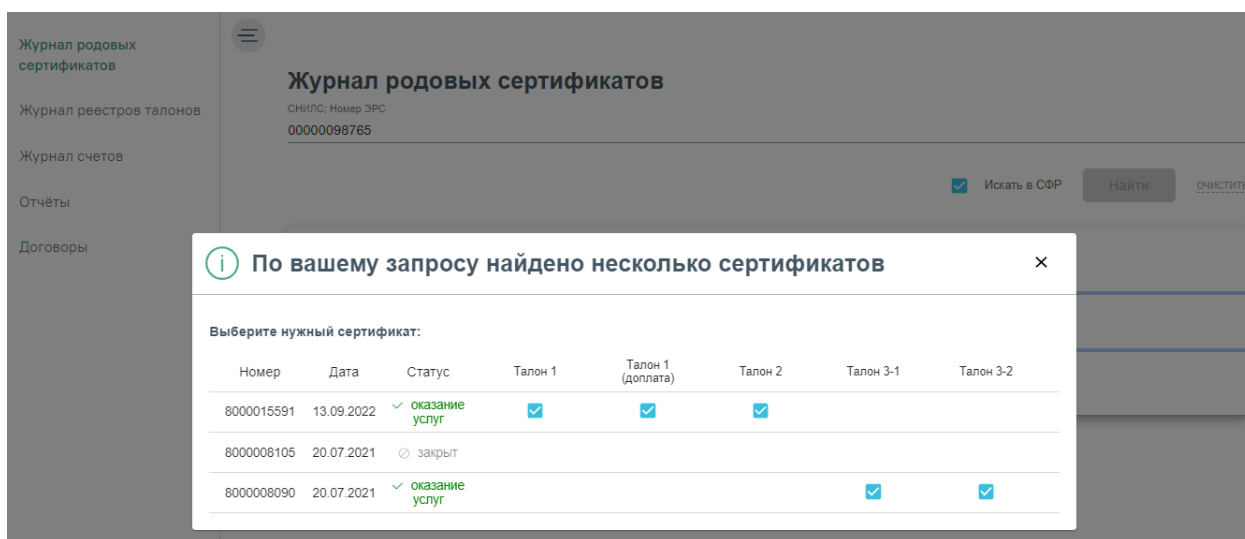 Журнал родовых
сертификатов
Журнал реестров талонов
Журнал счетов
Отчёты
Договоры
Журнал родовых сертификатов
СНИЛС; Номер ЭРС
00000098765
Искать в СФР Найти очистить
По вашему запросу найдено несколько сертификатов
Выберите нужный сертификат:
Номер Дата Статус Талон 1 Талон 1 (доплата) Талон 2 Талон 3-1 Талон 3-2
8000015591 13.09.2022 оказание услуг
8000008105 20.07.2021 закрыт
8000008090 20.07.2021 оказание услуг